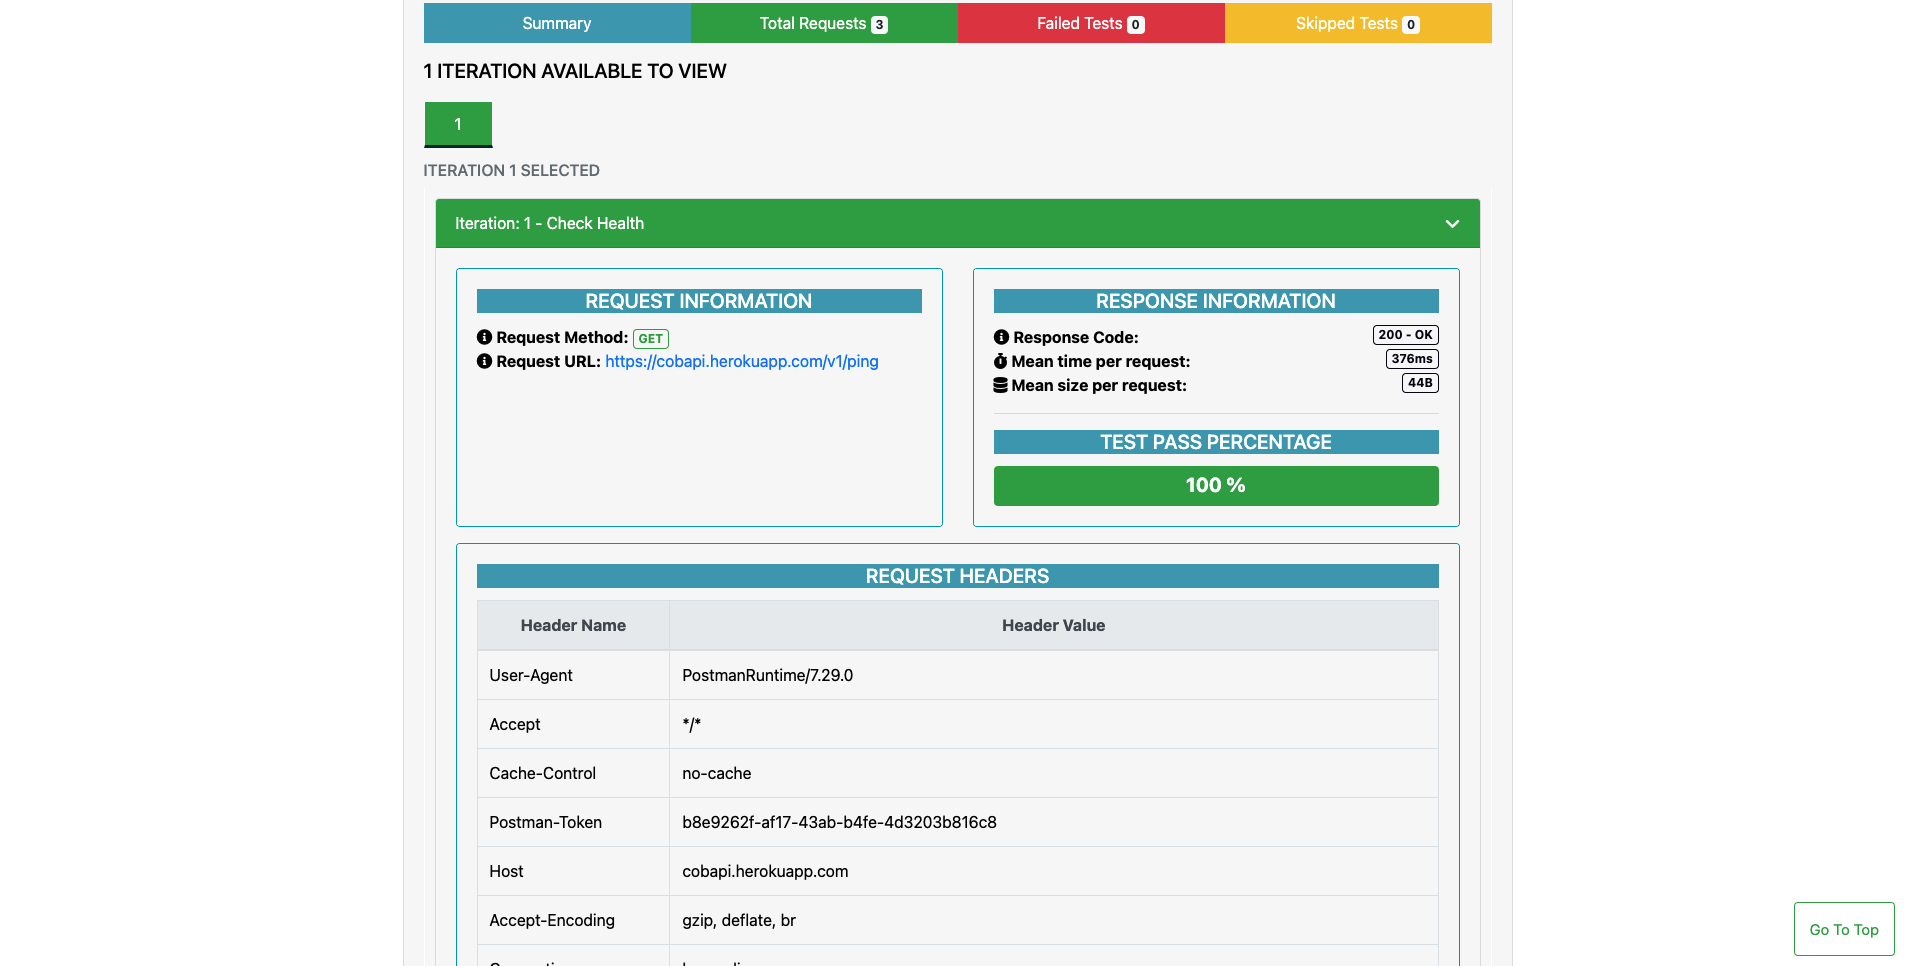 Summary
Total Requests 3
Failed Tests 0
Skipped Tests 0
1 ITERATION AVAILABLE TO VIEW
1
ITERATION 1 SELECTED
Iteration: 1 - Check Health
REQUEST INFORMATION
Request Method: GET
Request URL: https://cobapi.herokuapp.com/v1/ping
RESPONSE INFORMATION
Response Code: 200 - OK
Mean time per request: 376ms
Mean size per request: 44B
TEST PASS PERCENTAGE
100 %
REQUEST HEADERS
Header Name Header Value
User-Agent PostmanRuntime/7.29.0
Accept */*
Cache-Control no-cache
Postman-Token b8e9262f-af17-43ab-b4fe-4d3203b816c8
Host cobapi.herokuapp.com
Accept-Encoding gzip, deflate, br
Go To Top